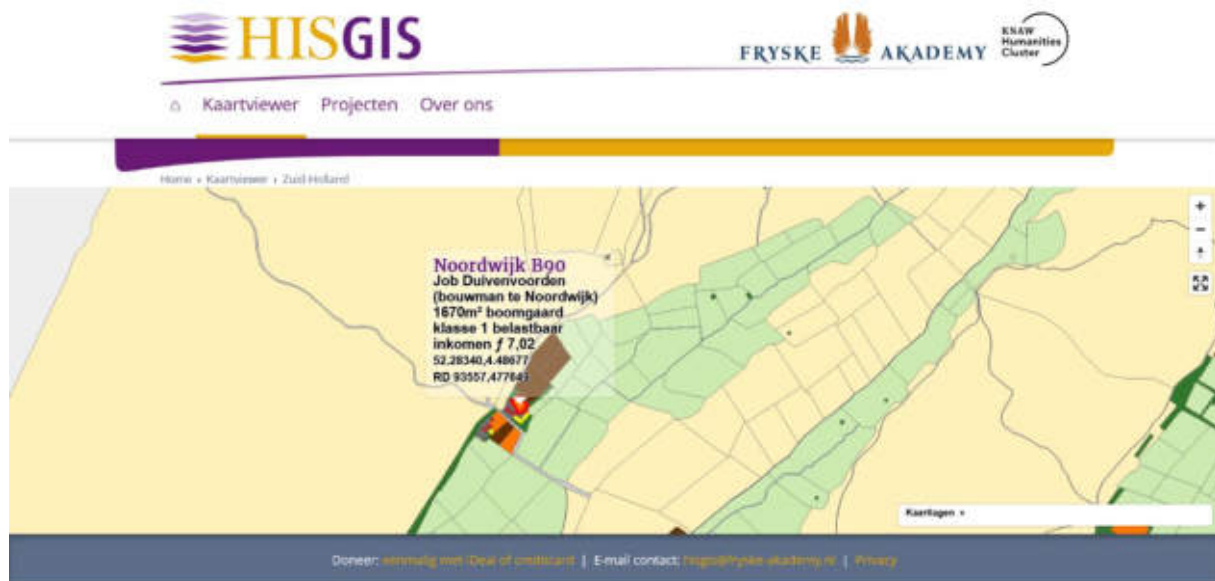 HISGIS
FRYSKE AKADEMY
KNAW
Humanities
Cluster
Kaartviewer Projecten Over ons
Home › Kaartviewer › Zuid-Holland
Noordwijk B90
Job Duivenvoorden
(bouwman te Noordwijk)
1670m² boomgaard
klasse 1 belastbaar
inkomen ƒ 7,02
52,28340,4.48677
RD 93557,477649
Kaartlagen
Doneer: eenmalig met iDeal of creditcard | E-mail contact: hisgis@fryske-akademy.nl | Privacy